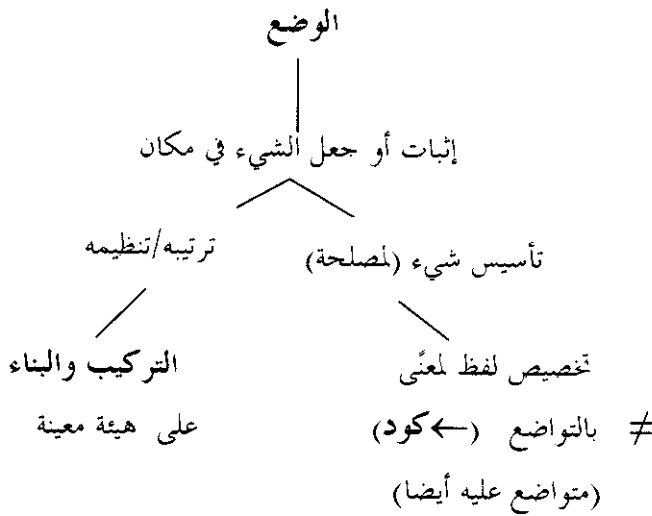 الوضع
إثبات أو جعل الشيء في مكان
تأسيس شيء (لمصلحة)
ترتيبه/تنظيمه
تخصيص لفظ لمعنًى
التركيب والبناء
≠ بالتواضع (←كود)
على هيئة معينة
(متواضع عليه أيضا)